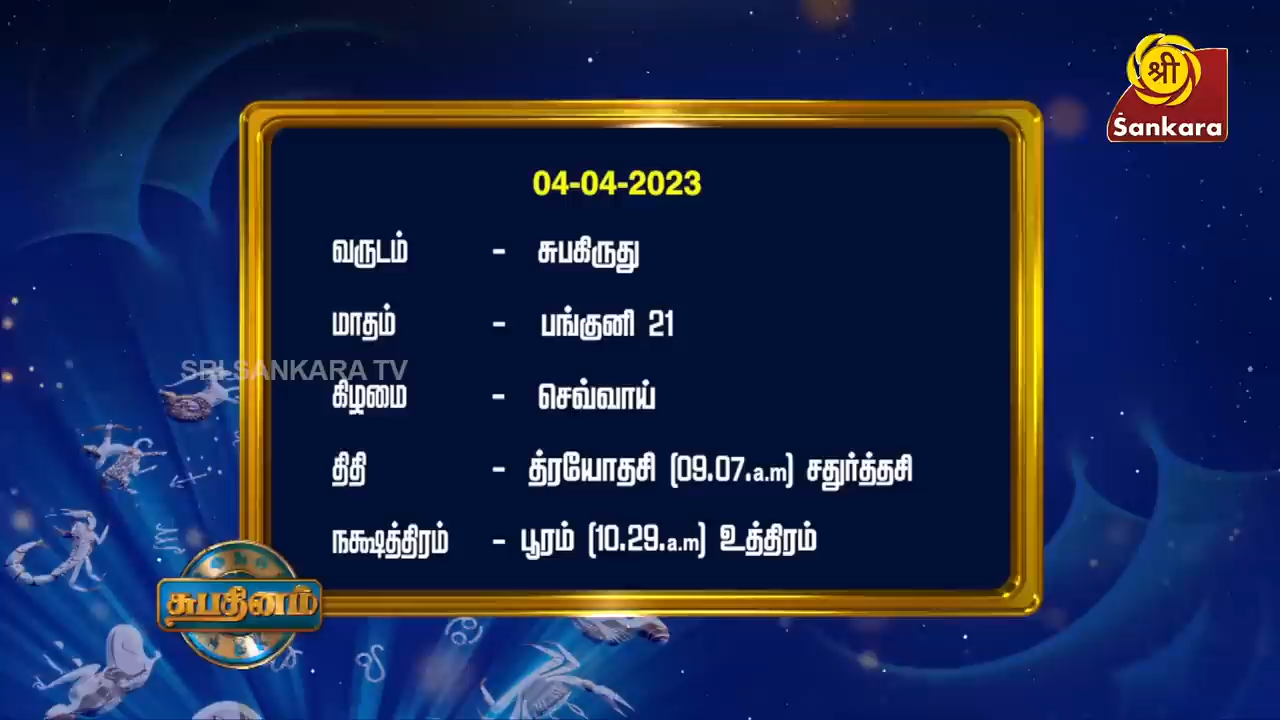 श्री
Sankara
04-04-2023
வருடம் - சுபகிருது
மாதம் - பங்குனி 21
SRI SANKARA TV
கிழமை - செவ்வாய்
திதி - த்ரயோதசி (09.07.a.m) சதுர்த்தசி
நக்ஷத்திரம் - பூரம் (10.29.a.m) உத்திரம்
சுபதினம்